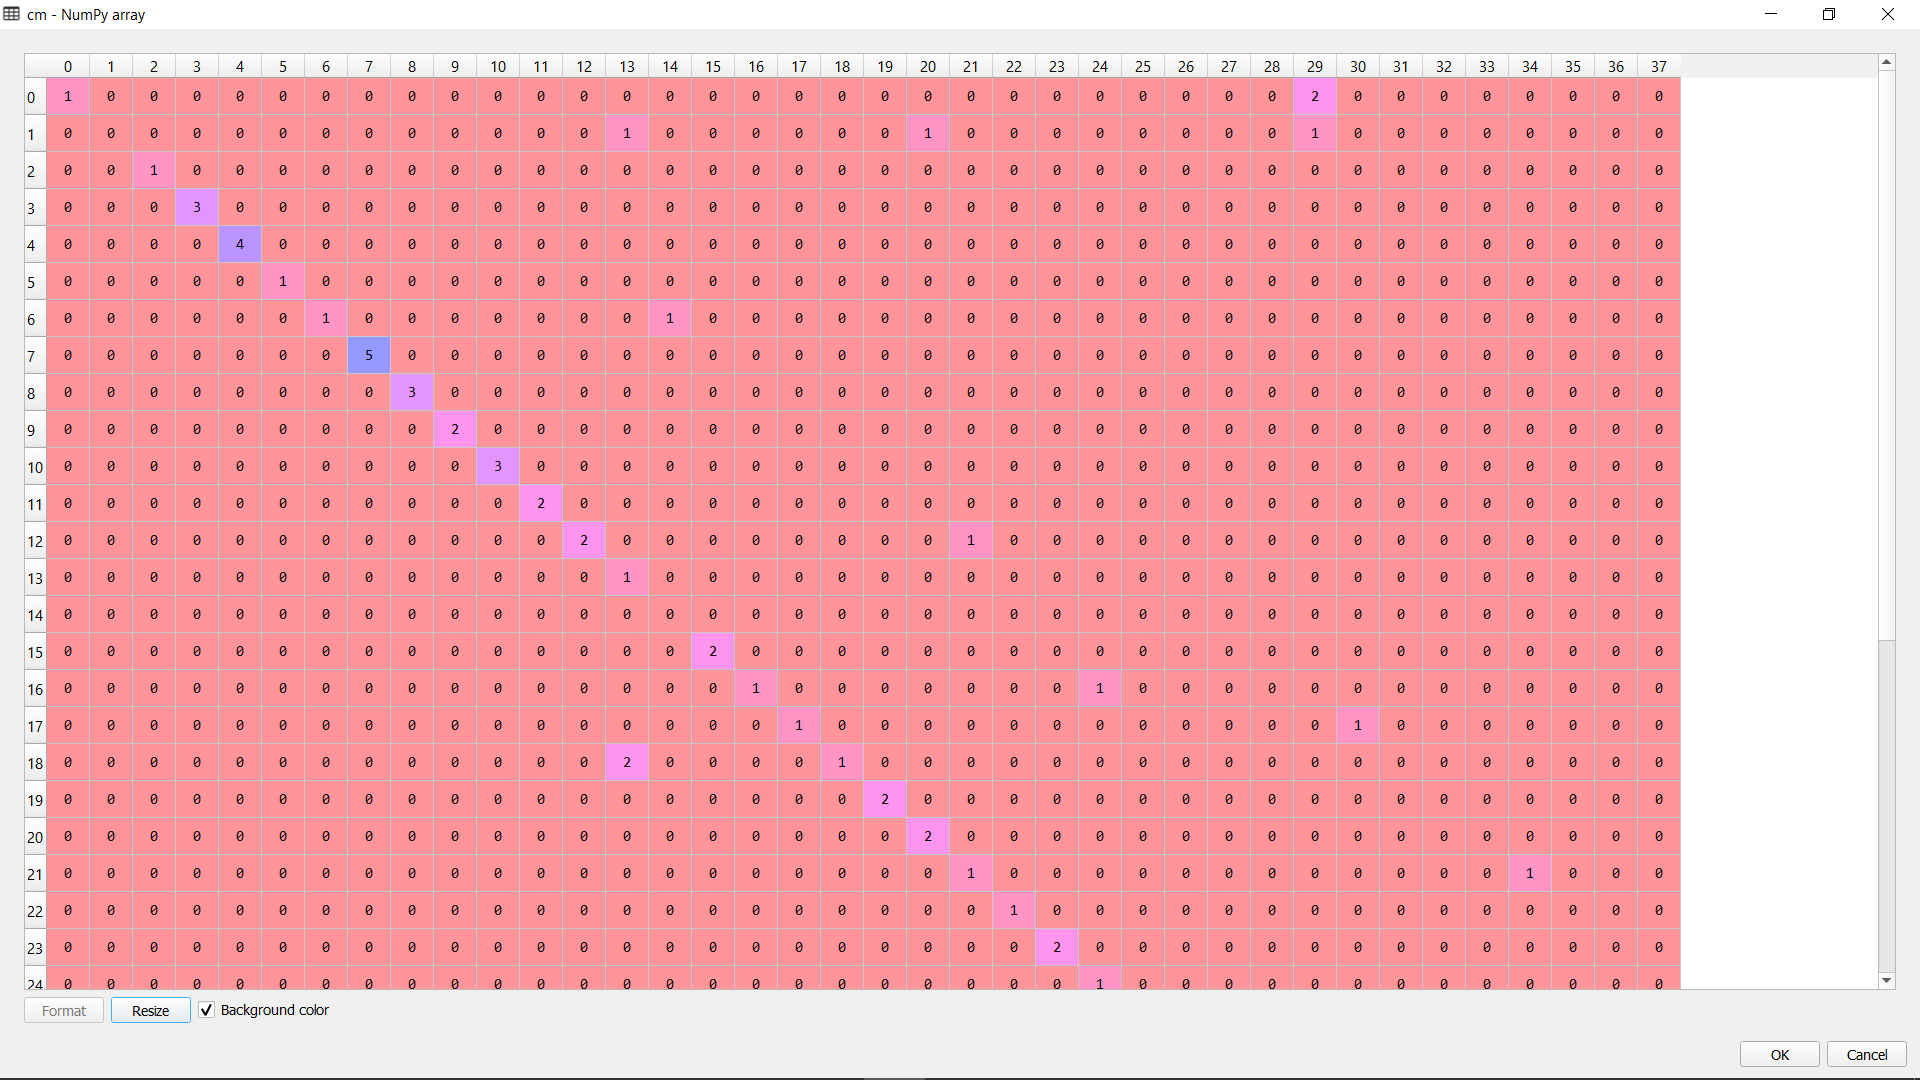 cm - NumPy array
0 1 2 3 4 5 6 7 8 9 10 11 12 13 14 15 16 17 18 19 20 21 22 23 24 25 26 27 28 29 30 31 32 33 34 35 36 37
0 1 0 0 0 0 0 0 0 0 0 0 0 0 0 0 0 0 0 0 0 0 0 0 0 0 0 0 0 0 2 0 0 0 0 0 0 0 0
1 0 0 0 0 0 0 0 0 0 0 0 0 0 1 0 0 0 0 0 0 1 0 0 0 0 0 0 0 0 1 0 0 0 0 0 0 0 0
2 0 0 1 0 0 0 0 0 0 0 0 0 0 0 0 0 0 0 0 0 0 0 0 0 0 0 0 0 0 0 0 0 0 0 0 0 0 0
3 0 0 0 3 0 0 0 0 0 0 0 0 0 0 0 0 0 0 0 0 0 0 0 0 0 0 0 0 0 0 0 0 0 0 0 0 0 0
4 0 0 0 0 4 0 0 0 0 0 0 0 0 0 0 0 0 0 0 0 0 0 0 0 0 0 0 0 0 0 0 0 0 0 0 0 0 0
5 0 0 0 0 0 1 0 0 0 0 0 0 0 0 0 0 0 0 0 0 0 0 0 0 0 0 0 0 0 0 0 0 0 0 0 0 0 0
6 0 0 0 0 0 0 1 0 0 0 0 0 0 0 1 0 0 0 0 0 0 0 0 0 0 0 0 0 0 0 0 0 0 0 0 0 0 0
7 0 0 0 0 0 0 0 5 0 0 0 0 0 0 0 0 0 0 0 0 0 0 0 0 0 0 0 0 0 0 0 0 0 0 0 0 0 0
8 0 0 0 0 0 0 0 0 3 0 0 0 0 0 0 0 0 0 0 0 0 0 0 0 0 0 0 0 0 0 0 0 0 0 0 0 0 0
9 0 0 0 0 0 0 0 0 0 2 0 0 0 0 0 0 0 0 0 0 0 0 0 0 0 0 0 0 0 0 0 0 0 0 0 0 0 0
10 0 0 0 0 0 0 0 0 0 0 3 0 0 0 0 0 0 0 0 0 0 0 0 0 0 0 0 0 0 0 0 0 0 0 0 0 0 0
11 0 0 0 0 0 0 0 0 0 0 0 2 0 0 0 0 0 0 0 0 0 0 0 0 0 0 0 0 0 0 0 0 0 0 0 0 0 0
12 0 0 0 0 0 0 0 0 0 0 0 0 2 0 0 0 0 0 0 0 0 1 0 0 0 0 0 0 0 0 0 0 0 0 0 0 0 0
13 0 0 0 0 0 0 0 0 0 0 0 0 0 1 0 0 0 0 0 0 0 0 0 0 0 0 0 0 0 0 0 0 0 0 0 0 0 0
14 0 0 0 0 0 0 0 0 0 0 0 0 0 0 0 0 0 0 0 0 0 0 0 0 0 0 0 0 0 0 0 0 0 0 0 0 0 0
15 0 0 0 0 0 0 0 0 0 0 0 0 0 0 0 2 0 0 0 0 0 0 0 0 0 0 0 0 0 0 0 0 0 0 0 0 0 0
16 0 0 0 0 0 0 0 0 0 0 0 0 0 0 0 0 1 0 0 0 0 0 0 0 1 0 0 0 0 0 0 0 0 0 0 0 0 0
17 0 0 0 0 0 0 0 0 0 0 0 0 0 0 0 0 0 1 0 0 0 0 0 0 0 0 0 0 0 0 1 0 0 0 0 0 0 0
18 0 0 0 0 0 0 0 0 0 0 0 0 0 2 0 0 0 0 1 0 0 0 0 0 0 0 0 0 0 0 0 0 0 0 0 0 0 0
19 0 0 0 0 0 0 0 0 0 0 0 0 0 0 0 0 0 0 0 2 0 0 0 0 0 0 0 0 0 0 0 0 0 0 0 0 0 0
20 0 0 0 0 0 0 0 0 0 0 0 0 0 0 0 0 0 0 0 0 2 0 0 0 0 0 0 0 0 0 0 0 0 0 0 0 0 0
21 0 0 0 0 0 0 0 0 0 0 0 0 0 0 0 0 0 0 0 0 0 1 0 0 0 0 0 0 0 0 0 0 0 0 1 0 0 0
22 0 0 0 0 0 0 0 0 0 0 0 0 0 0 0 0 0 0 0 0 0 0 1 0 0 0 0 0 0 0 0 0 0 0 0 0 0 0
23 0 0 0 0 0 0 0 0 0 0 0 0 0 0 0 0 0 0 0 0 0 0 0 2 0 0 0 0 0 0 0 0 0 0 0 0 0 0
24 0 0 0 0 0 0 0 0 0 0 0 0 0 0 0 0 0 0 0 0 0 0 0 0 1 0 0 0 0 0 0 0 0 0 0 0 0 0
Format Resize Background color
OK Cancel